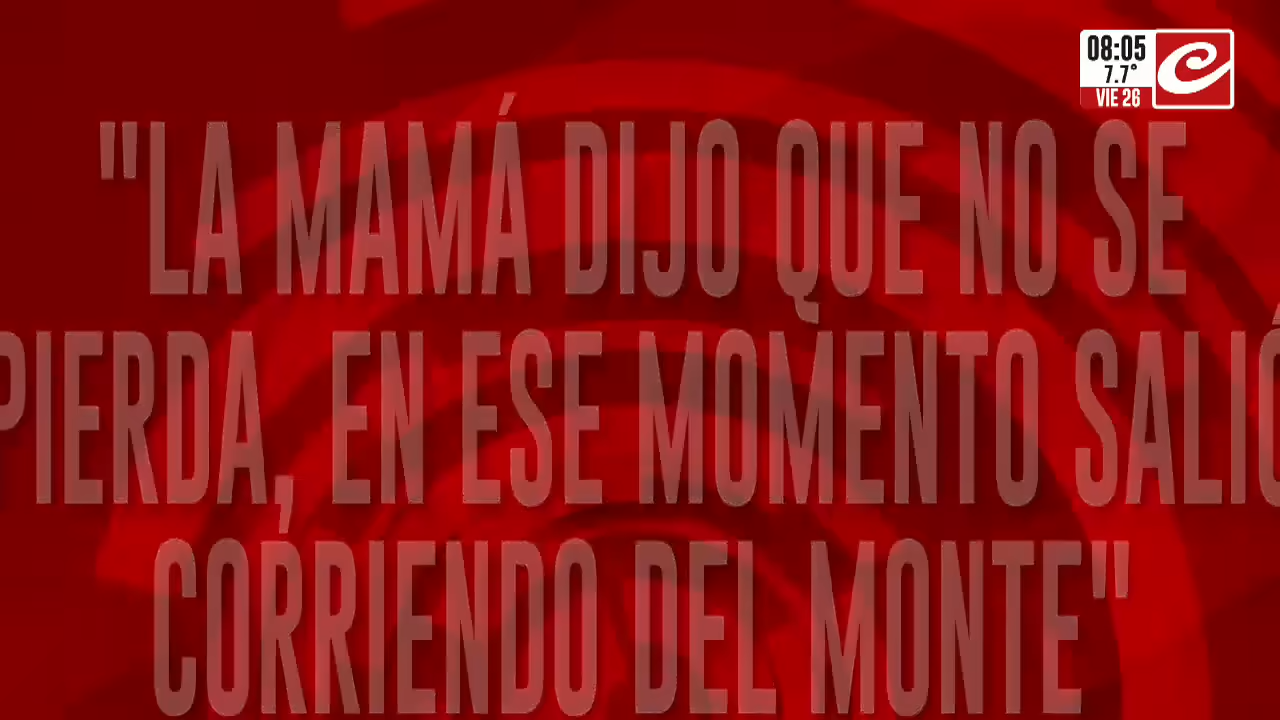 08:05
7.7°
VIE 26
"LA MAMÁ DIJO QUE NO SE
PIERDA, EN ESE MOMENTO SALIÓ
CORRIENDO DEL MONTE"